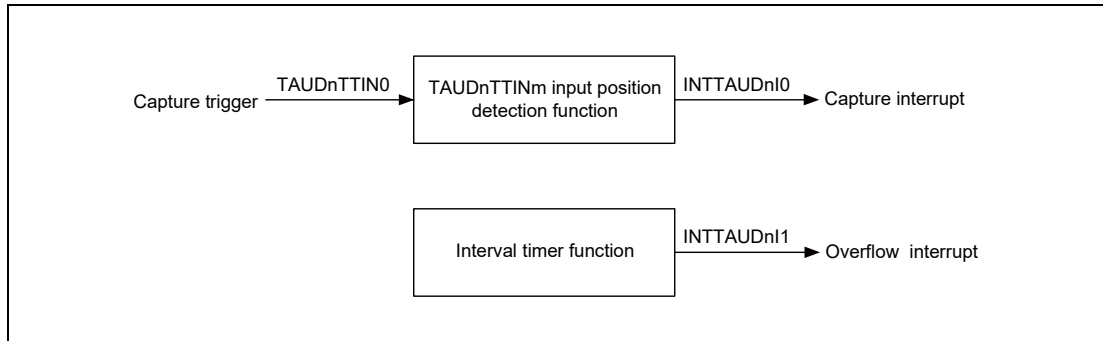 Capture trigger
TAUDnTTIN0
TAUDnTTINm input position
detection function
INTTAUDnI0
Capture interrupt
Interval timer function
INTTAUDnI1
Overflow interrupt